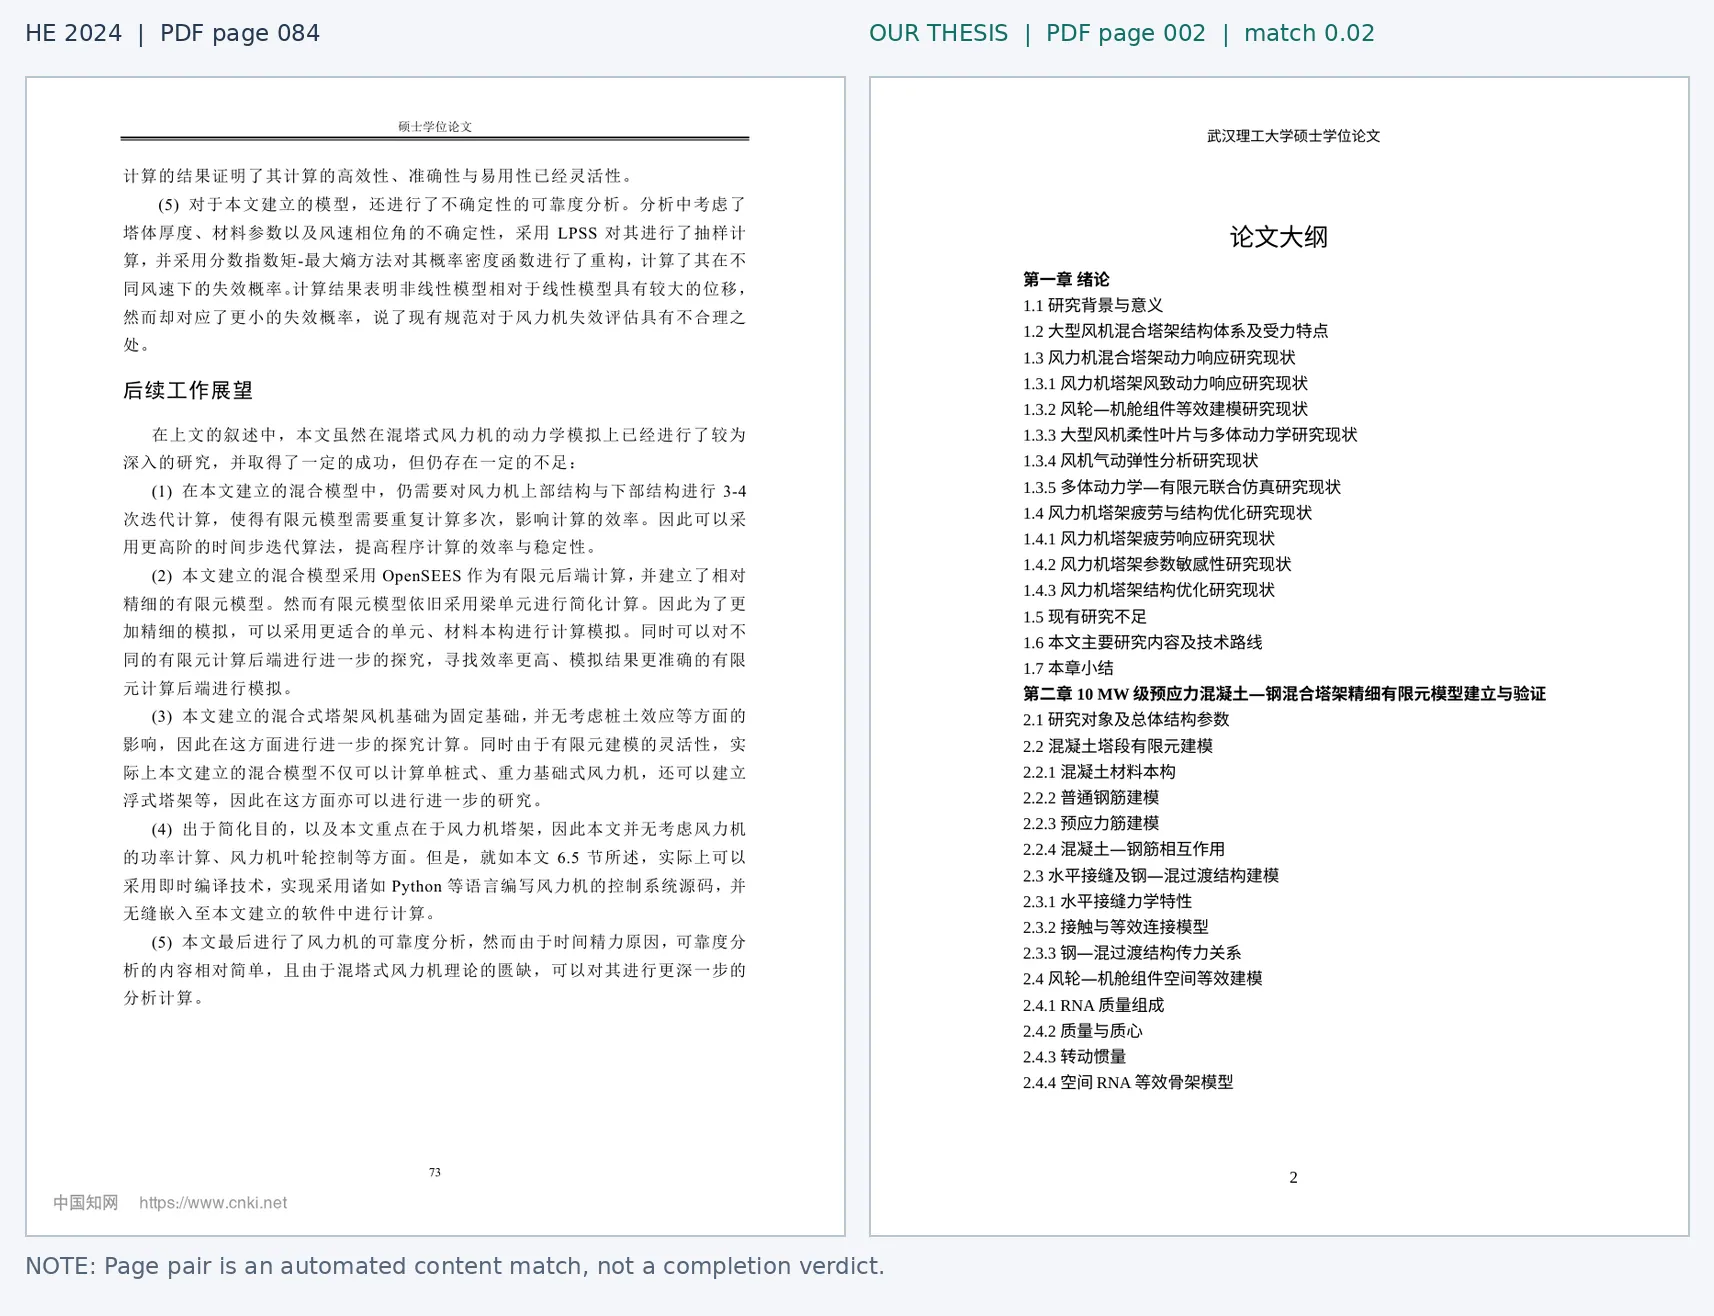 HE 2024 | PDF page 084
硕士学位论文
计算的结果证明了其计算的高效性、准确性与易用性已经灵活性。
(5) 对于本文建立的模型，还进行了不确定性的可靠度分析。分析中考虑了
塔体厚度、材料参数以及风速相位角的不确定性，采用 LPSS 对其进行了抽样计
算，并采用分数指数矩-最大熵方法对其概率密度函数进行了重构，计算了其在不
同风速下的失效概率。计算结果表明非线性模型相对于线性模型具有较大的位移，
然而却对应了更小的失效概率，说了现有规范对于风力机失效评估具有不合理之
处。
后续工作展望
在上文的叙述中，本文虽然在混塔式风力机的动力学模拟上已经进行了较为
深入的研究，并取得了一定的成功，但仍存在一定的不足：
(1) 在本文建立的混合模型中，仍需要对风力机上部结构与下部结构进行 3-4
次迭代计算，使得有限元模型需要重复计算多次，影响计算的效率。因此可以采
用更高阶的时间步迭代算法，提高程序计算的效率与稳定性。
(2) 本文建立的混合模型采用 OpenSEES 作为有限元后端计算，并建立了相对
精细的有限元模型。然而有限元模型依旧采用梁单元进行简化计算。因此为了更
加精细的模拟，可以采用更适合的单元、材料本构进行计算模拟。同时可以对不
同的有限元计算后端进行进一步的探究，寻找效率更高、模拟结果更准确的有限
元计算后端进行模拟。
(3) 本文建立的混合式塔架风机基础为固定基础，并无考虑桩土效应等方面的
影响，因此在这方面进行进一步的探究计算。同时由于有限元建模的灵活性，实
际上本文建立的混合模型不仅可以计算单桩式、重力基础式风力机，还可以建立
浮式塔架等，因此在这方面亦可以进行进一步的研究。
(4) 出于简化目的，以及本文重点在于风力机塔架，因此本文并无考虑风力机
的功率计算、风力机叶轮控制等方面。但是，就如本文 6.5 节所述，实际上可以
采用即时编译技术，实现采用诸如 Python 等语言编写风力机的控制系统源码，并
无缝嵌入至本文建立的软件中进行计算。
(5) 本文最后进行了风力机的可靠度分析，然而由于时间精力原因，可靠度分
析的内容相对简单，且由于混塔式风力机理论的匮缺，可以对其进行更深一步的
分析计算。
73
中国知网 https://www.cnki.net
OUR THESIS | PDF page 002 | match 0.02
武汉理工大学硕士学位论文
论文大纲
第一章 绪论
1.1 研究背景与意义
1.2 大型风机混合塔架结构体系及受力特点
1.3 风力机混合塔架动力响应研究现状
1.3.1 风力机塔架风致动力响应研究现状
1.3.2 风轮—机舱组件等效建模研究现状
1.3.3 大型风机柔性叶片与多体动力学研究现状
1.3.4 风机气动弹性分析研究现状
1.3.5 多体动力学—有限元联合仿真研究现状
1.4 风力机塔架疲劳与结构优化研究现状
1.4.1 风力机塔架疲劳响应研究现状
1.4.2 风力机塔架参数敏感性研究现状
1.4.3 风力机塔架结构优化研究现状
1.5 现有研究不足
1.6 本文主要研究内容及技术路线
1.7 本章小结
第二章 10 MW 级预应力混凝土—钢混合塔架精细有限元模型建立与验证
2.1 研究对象及总体结构参数
2.2 混凝土塔段有限元建模
2.2.1 混凝土材料本构
2.2.2 普通钢筋建模
2.2.3 预应力筋建模
2.2.4 混凝土—钢筋相互作用
2.3 水平接缝及钢—混过渡结构建模
2.3.1 水平接缝力学特性
2.3.2 接触与等效连接模型
2.3.3 钢—混过渡结构传力关系
2.4 风轮—机舱组件空间等效建模
2.4.1 RNA 质量组成
2.4.2 质量与质心
2.4.3 转动惯量
2.4.4 空间 RNA 等效骨架模型
2
NOTE: Page pair is an automated content match, not a completion verdict.